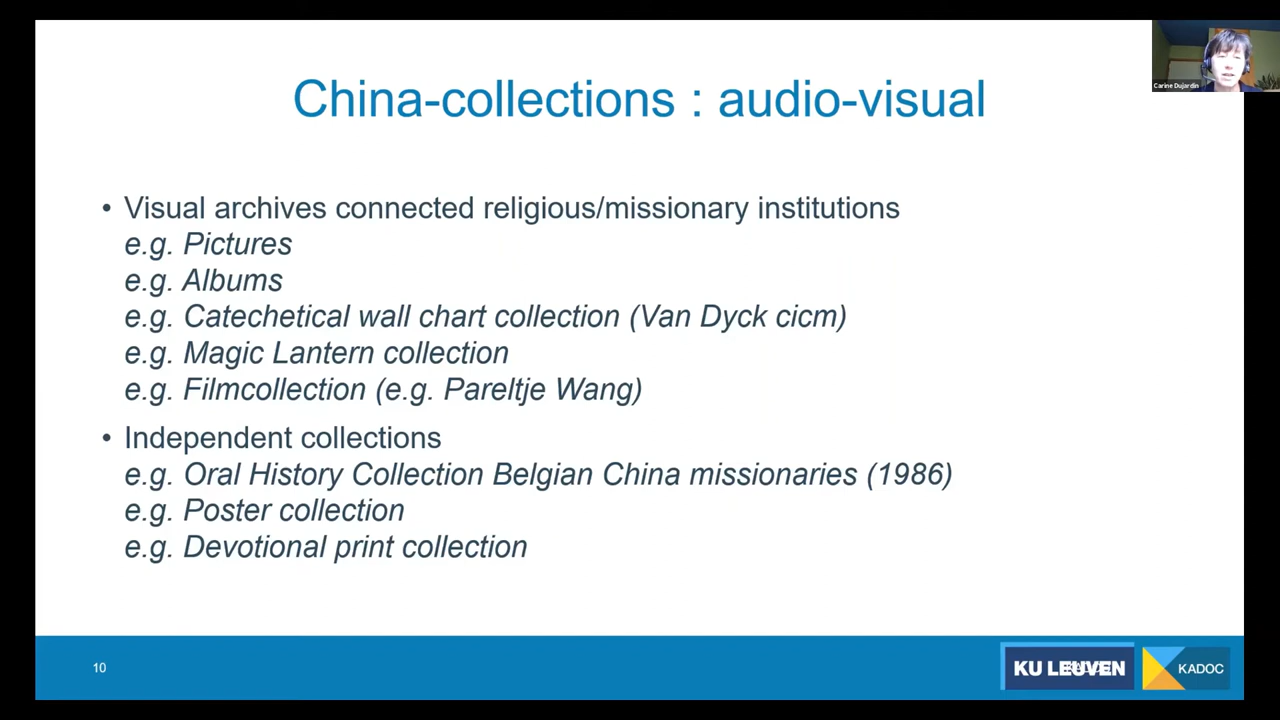 China-collections : audio-visual
Carine Dujardin
• Visual archives connected religious/missionary institutions
e.g. Pictures
e.g. Albums
e.g. Catechetical wall chart collection (Van Dyck cicm)
e.g. Magic Lantern collection
e.g. Filmcollection (e.g. Pareltje Wang)
• Independent collections
e.g. Oral History Collection Belgian China missionaries (1986)
e.g. Poster collection
e.g. Devotional print collection
10
KU LEUVEN
KADOC